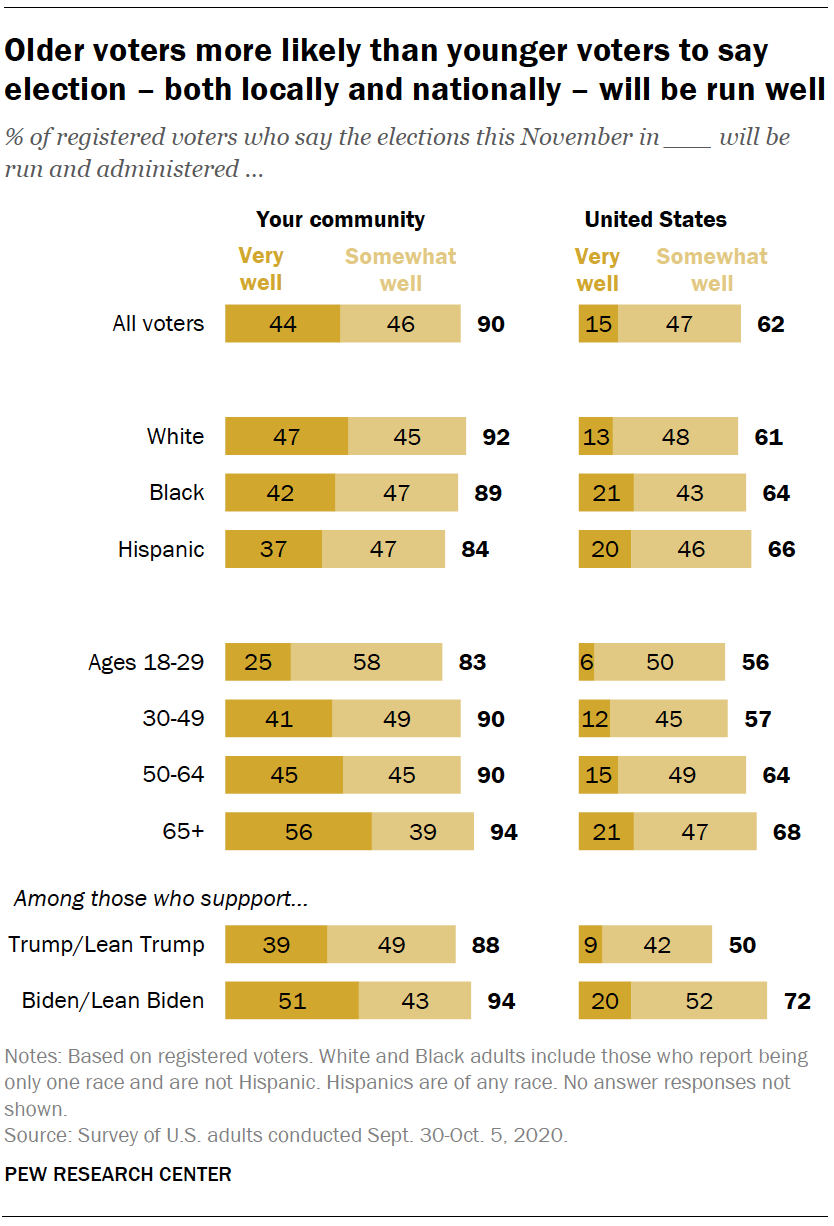 Older voters more likely than younger voters to say
election – both locally and nationally – will be run well
% of registered voters who say the elections this November in ____ will be
run and administered ...
Your community United States
Very well Somewhat well Very well Somewhat well
All voters 44 46 90 15 47 62
White 47 45 92 13 48 61
Black 42 47 89 21 43 64
Hispanic 37 47 84 20 46 66
Ages 18-29 25 58 83 6 50 56
30-49 41 49 90 12 45 57
50-64 45 45 90 15 49 64
65+ 56 39 94 21 47 68
Among those who suppport...
Trump/Lean Trump 39 49 88 9 42 50
Biden/Lean Biden 51 43 94 20 52 72
Notes: Based on registered voters. White and Black adults include those who report being
only one race and are not Hispanic. Hispanics are of any race. No answer responses not
shown.
Source: Survey of U.S. adults conducted Sept. 30-Oct. 5, 2020.
PEW RESEARCH CENTER